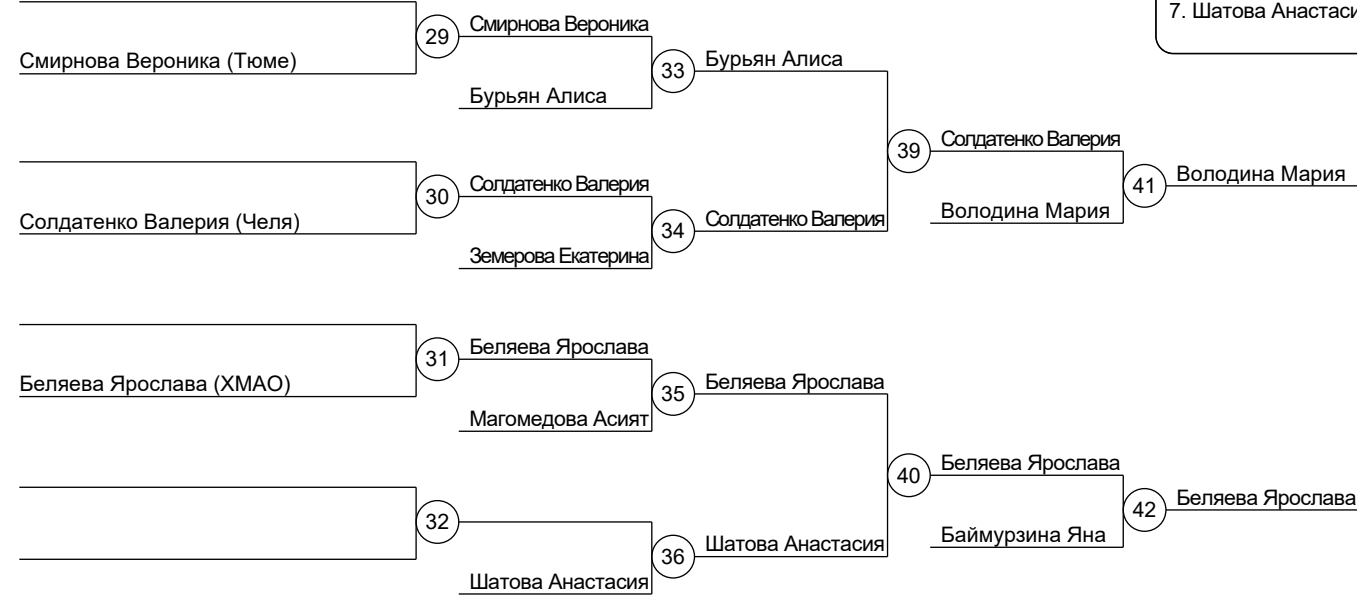 7. Шатова Анастаси
29 Смирнова Вероника
Смирнова Вероника (Тюме)
33 Бурьян Алиса
Бурьян Алиса
39 Солдатенко Валерия
41 Володина Мария
30 Солдатенко Валерия
Володина Мария
Солдатенко Валерия (Челя)
34 Солдатенко Валерия
Земерова Екатерина
31 Беляева Ярослава
Беляева Ярослава (ХМАО)
35 Беляева Ярослава
Магомедова Асият
40 Беляева Ярослава
42 Беляева Ярослава
32
Баймурзина Яна
36 Шатова Анастасия
Шатова Анастасия